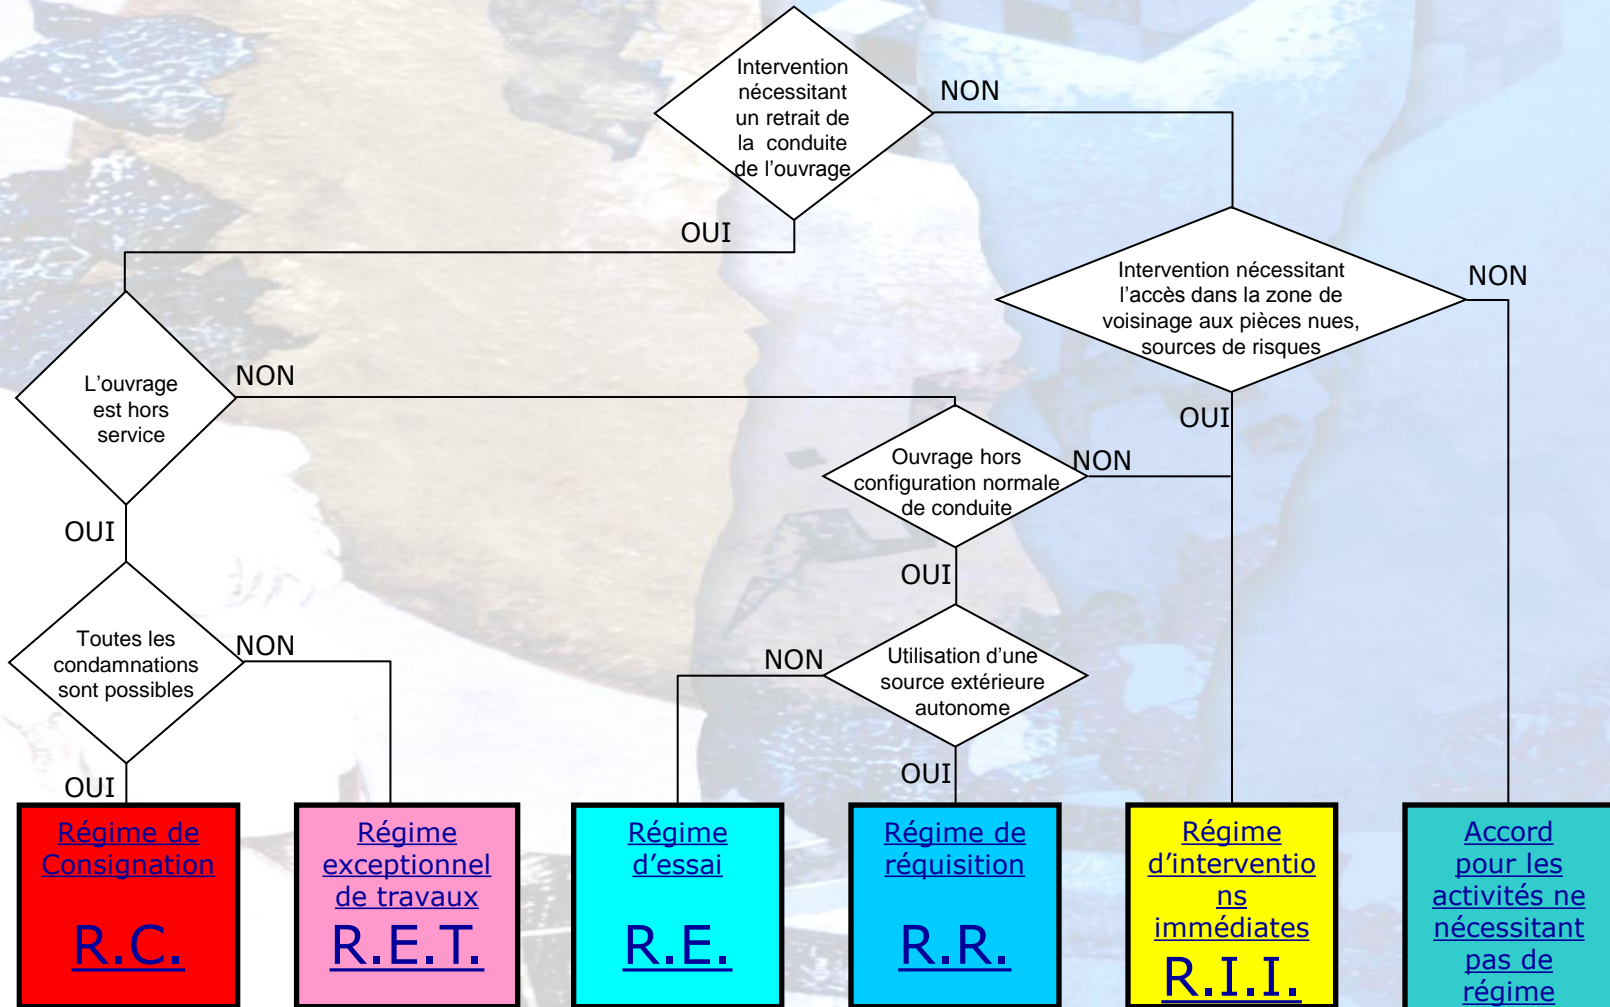 Intervention
nécessitant
un retrait de
la conduite
de l'ouvrage
NON
OUI
Intervention nécessitant
l'accès dans la zone de
voisinage aux pièces nues,
sources de risques
NON
OUI
L'ouvrage
est hors
service
NON
OUI
Ouvrage hors
configuration normale
de conduite
NON
OUI
Toutes les
condamnations
sont possibles
NON
OUI
Utilisation d'une
source extérieure
autonome
NON
OUI
Régime de
Consignation
R.C.
Régime
exceptionnel
de travaux
R.E.T.
Régime
d'essai
R.E.
Régime de
réquisition
R.R.
Régime
d'interventio
ns
immédiates
R.I.I.
Accord
pour les
activités ne
nécessitant
pas de
régime